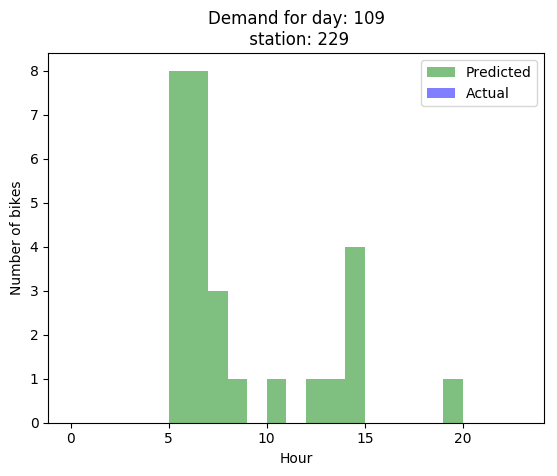 Demand for day: 109
station: 229
Predicted
Actual
8
7
6
5
4
3
2
1
0
Number of bikes
0 5 10 15 20
Hour